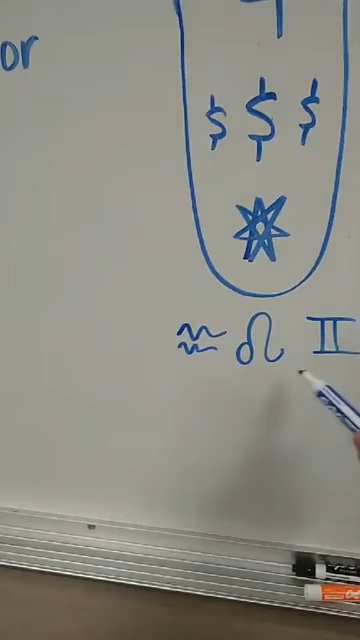 or
$ $ $
♒ ♌ ♊